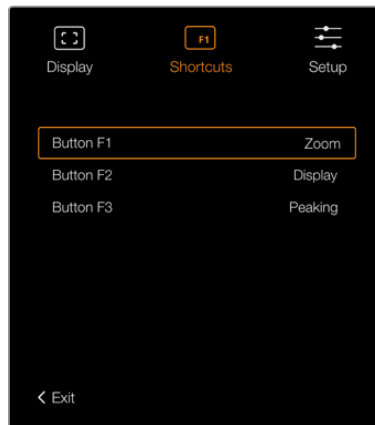 F1
Display Shortcuts Setup
Button F1 Zoom
Button F2 Display
Button F3 Peaking
< Exit